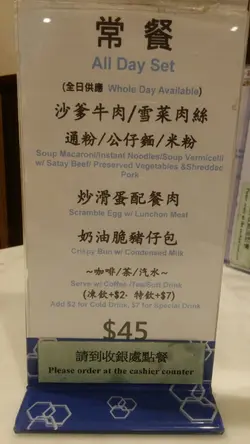 常餐
All Day Set
(全日供應 Whole Day Available)
沙爹牛肉/雪菜肉絲
通粉/公仔麵/米粉
Soup Macaroni/Instant Noodles/Soup Vermicelli
w/ Satay Beef/ Preserved Vegetables &Shredded
Pork
炒滑蛋配餐肉
Scramble Egg w/ Luncheon Meat
奶油脆豬仔包
Crispy Bun w/ Condensed Milk
~咖啡/茶/汽水~
Serve w/ Coffee /Tea/Soft Drink
(凍飲+$2· 特飲+$7)
Add $2 for Cold Drink, $7 for Special Drink
$45
請到收銀處點餐
Please order at the cashier counter